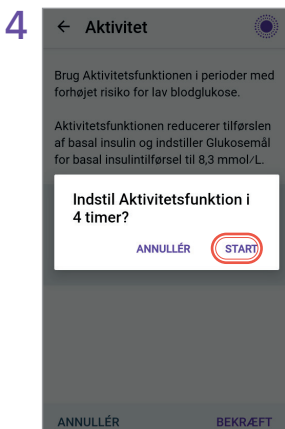 4
← Aktivitet
Brug Aktivitetsfunktionen i perioder med
forhøjet risiko for lav blodglukose.
Aktivitetsfunktionen reducerer tilførslen
af basal insulin og indstiller Glukosemål
for basal insulintilførsel til 8,3 mmol/L.
Indstil Aktivitetsfunktion i
4 timer?
ANNULLÉR START
ANNULLÉR BEKRÆFT